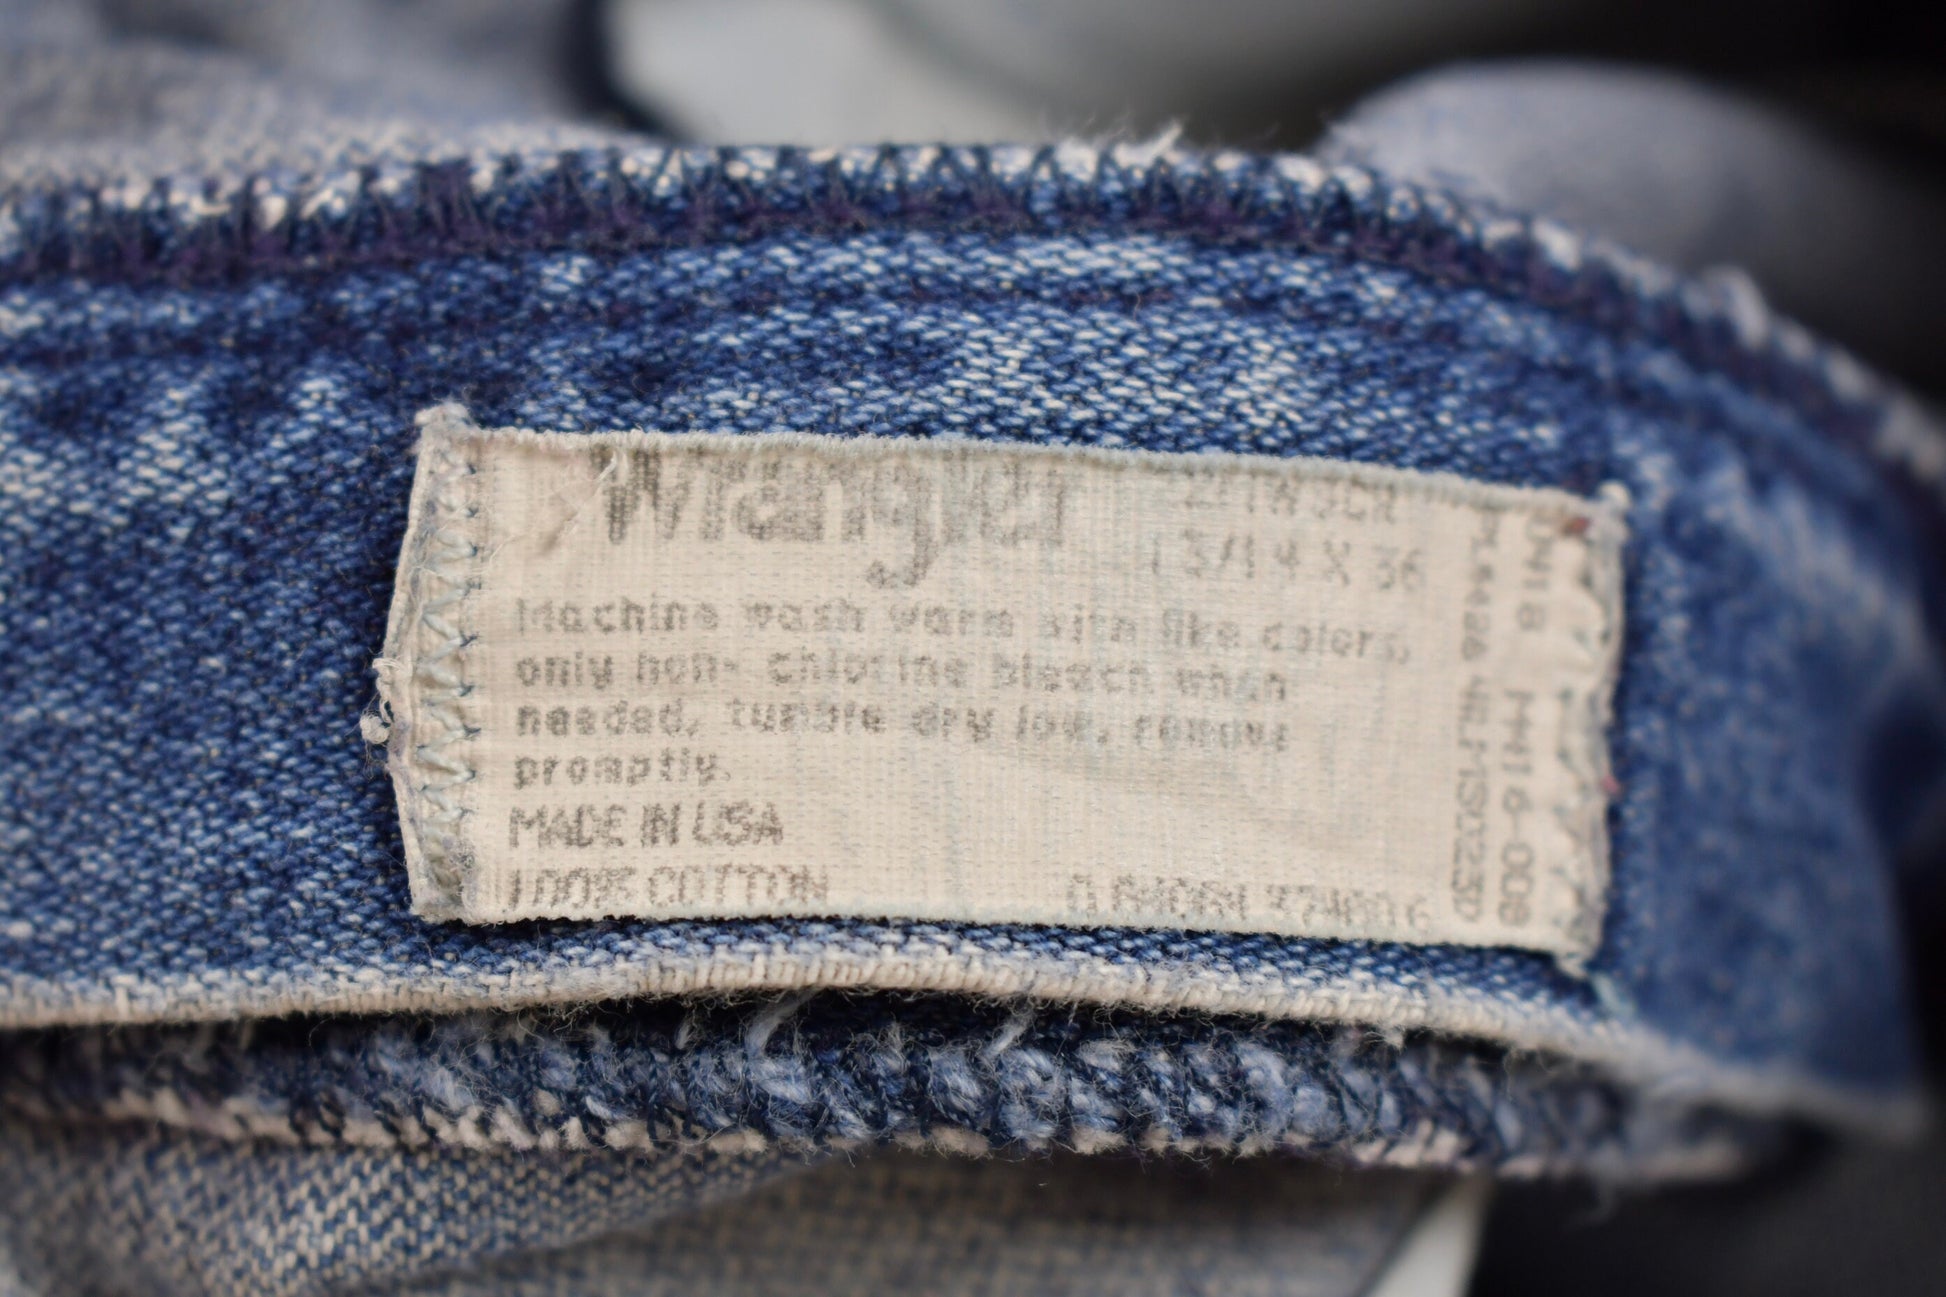 Wrangler
13/14 X 36
Machine wash warm with like colors,
only non- chlorine bleach when
needed, tumble dry low, remove
promptly.
MADE IN USA
100% COTTON